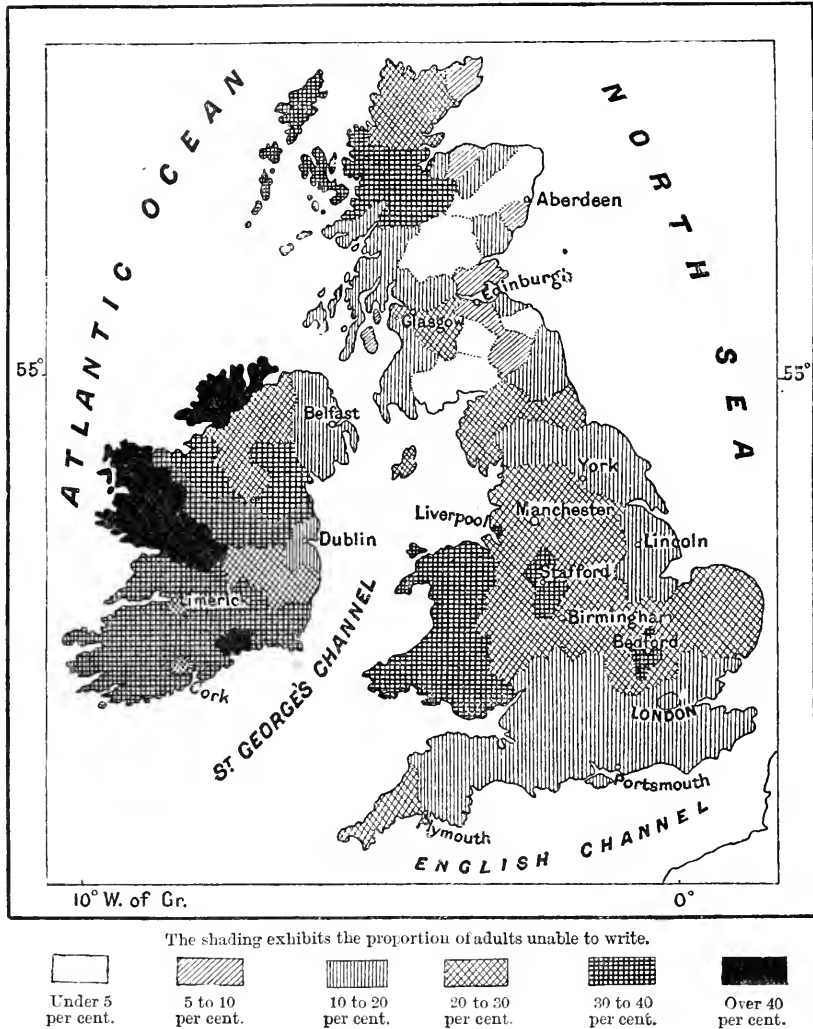 ATLANTIC OCEAN
NORTH SEA
Aberdeen
Edinburgh
Glasgow
55°
55°
Belfast
York
Liverpool
Manchester
Dublin
Lincoln
Stafford
Limeric
Birmingham
Bedford
Cork
ST GEORGE'S CHANNEL
LONDON
Portsmouth
Plymouth
ENGLISH CHANNEL
10° W. of Gr.
0°
The shading exhibits the proportion of adults unable to write.
Under 5 per cent.
5 to 10 per cent.
10 to 20 per cent.
20 to 30 per cent.
30 to 40 per cent.
Over 40 per cent.